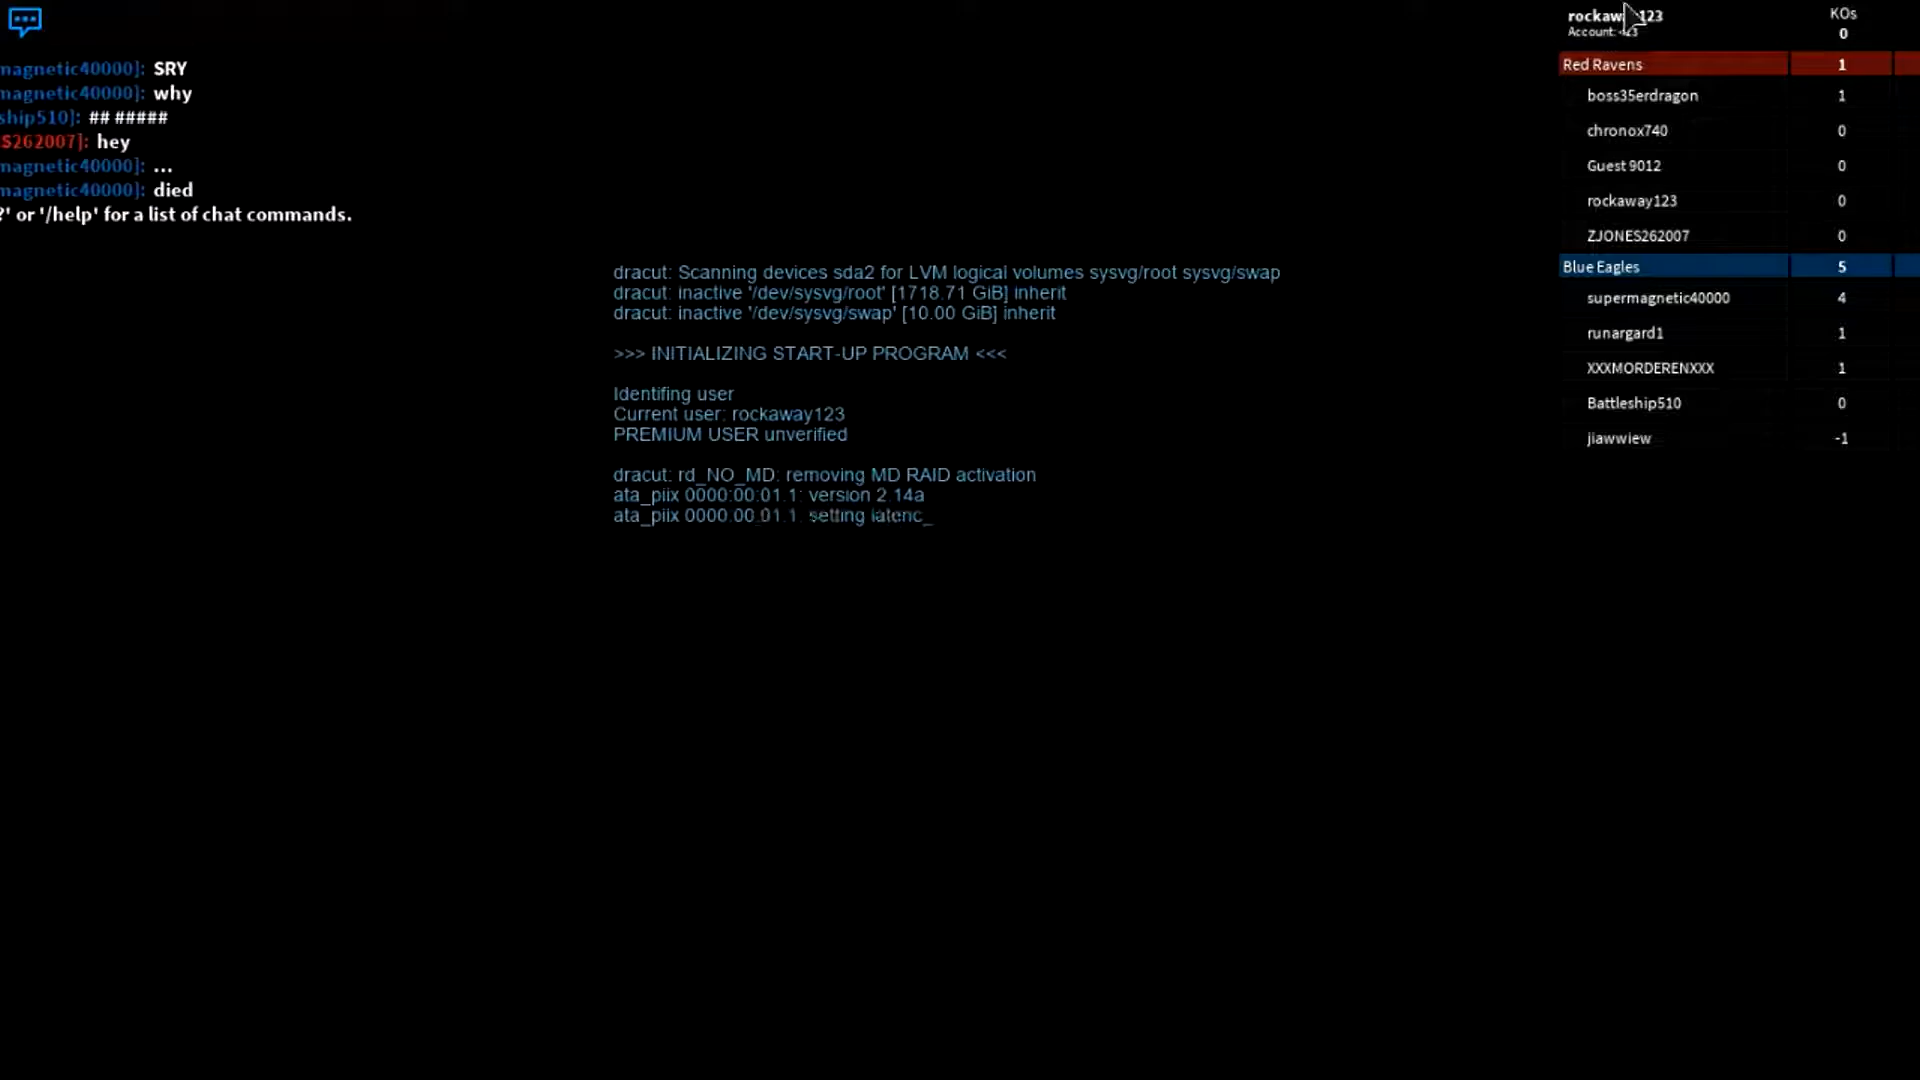 magnetic40000]: SRY
magnetic40000]: why
ship510]: ## #####
S262007]: hey
magnetic40000]: ...
magnetic40000]: died
?' or '/help' for a list of chat commands.
dracut: Scanning devices sda2 for LVM logical volumes sysvg/root sysvg/swap
dracut: inactive '/dev/sysvg/root' [1718.71 GiB] inherit
dracut: inactive '/dev/sysvg/swap' [10.00 GiB] inherit
>>> INITIALIZING START-UP PROGRAM <<<
Identifing user
Current user: rockaway123
PREMIUM USER unverified
dracut: rd_NO_MD: removing MD RAID activation
ata_piix 0000:00:01.1: version 2.14a
ata_piix 0000:00:01.1: setting latenc_
KOs
Account:
0
Red Ravens 1
boss35erdragon 1
chronox740 0
Guest 9012 0
rockaway123 0
ZJONES262007 0
Blue Eagles 5
supermagnetic40000 4
runargard1 1
XXXMORDERENXXX 1
Battleship510 0
jiawwiew -1